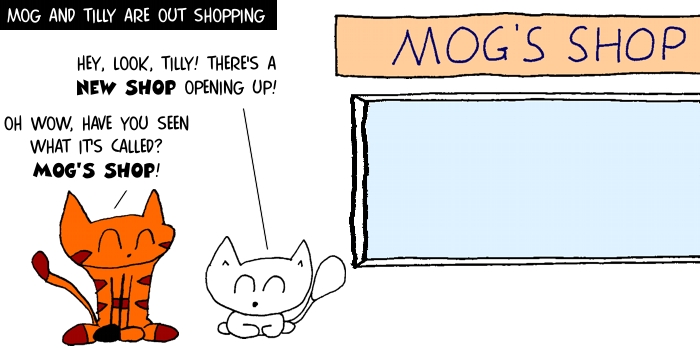 MOG AND TILLY ARE OUT SHOPPING
HEY, LOOK, TILLY! THERE'S A
NEW SHOP OPENING UP!
OH WOW, HAVE YOU SEEN
WHAT IT'S CALLED?
MOG'S SHOP!
MOG'S SHOP